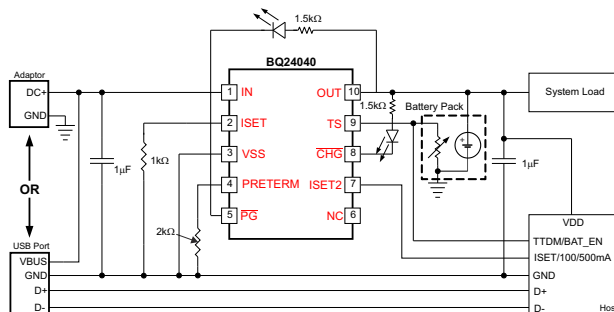 1.5kΩ
BQ24040
Adaptor
DC+
GND
OR
USB Port
VBUS
GND
D+
D-
1μF
1kΩ
2kΩ
1 IN
2 ISET
3 VSS
4 PRETERM
5 PG
OUT 10
TS 9
CHG 8
ISET2 7
NC 6
1.5kΩ
Battery Pack
+
1μF
System Load
VDD
TTDM/BAT_EN
ISET/100/500mA
GND
D+
D-